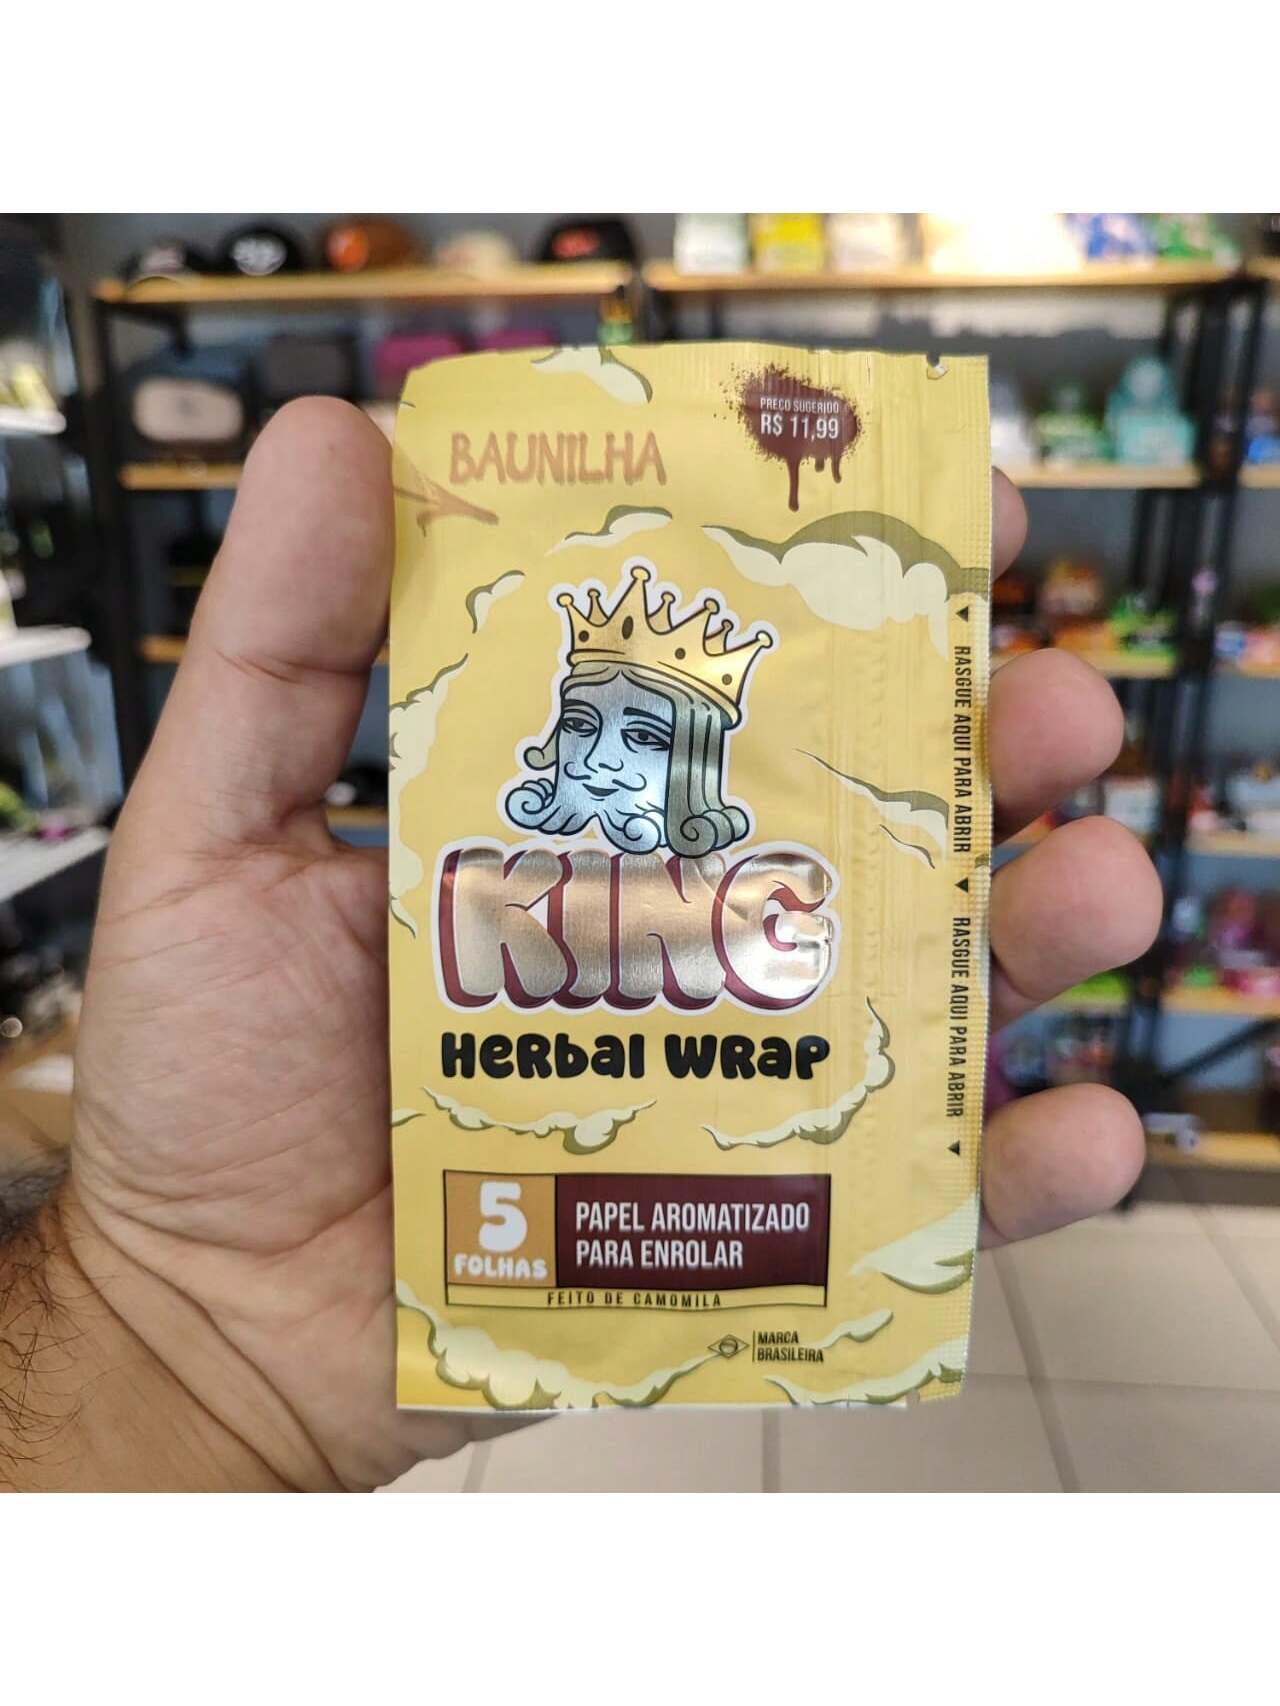 PREÇO SUGERIDO
R$ 11,99
BAUNILHA
KING
HERBAL WRAP
5
FOLHAS
PAPEL AROMATIZADO
PARA ENROLAR
FEITO DE CAMOMILA
MARCA
BRASILEIRA
RASGUE AQUI PARA ABRIR
RASGUE AQUI PARA ABRIR